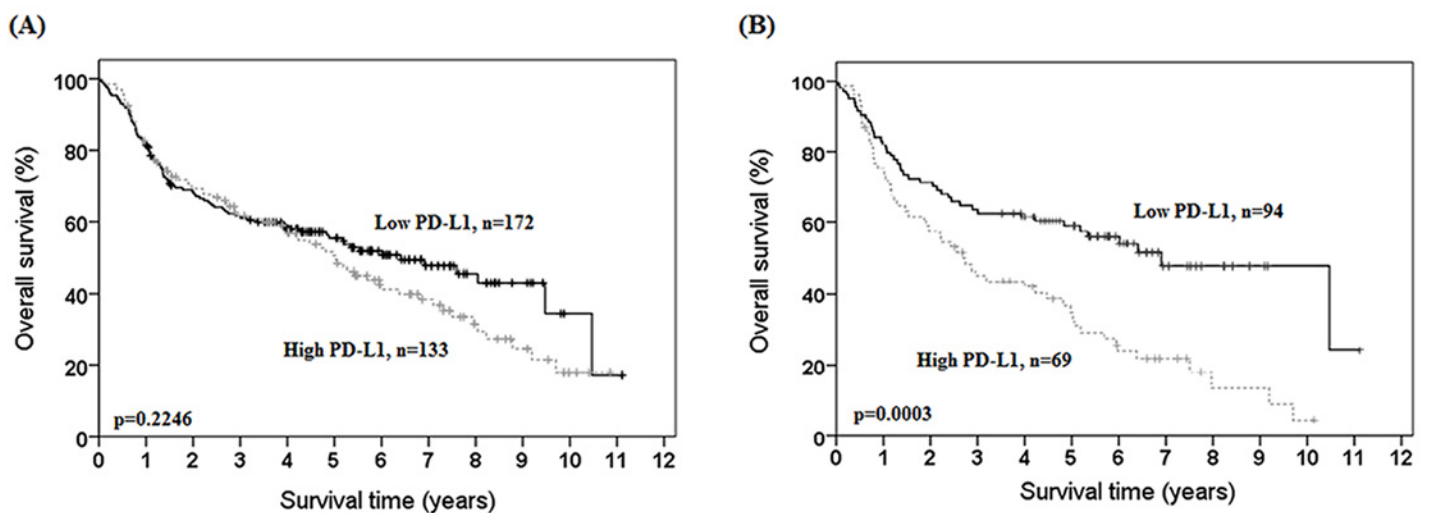 (A)
100
80
60
40
20
0
Overall survival (%)
Low PD-L1, n=172
High PD-L1, n=133
p=0.2246
0 1 2 3 4 5 6 7 8 9 10 11 12
Survival time (years)
(B)
100
80
60
40
20
0
Overall survival (%)
Low PD-L1, n=94
High PD-L1, n=69
p=0.0003
0 1 2 3 4 5 6 7 8 9 10 11 12
Survival time (years)